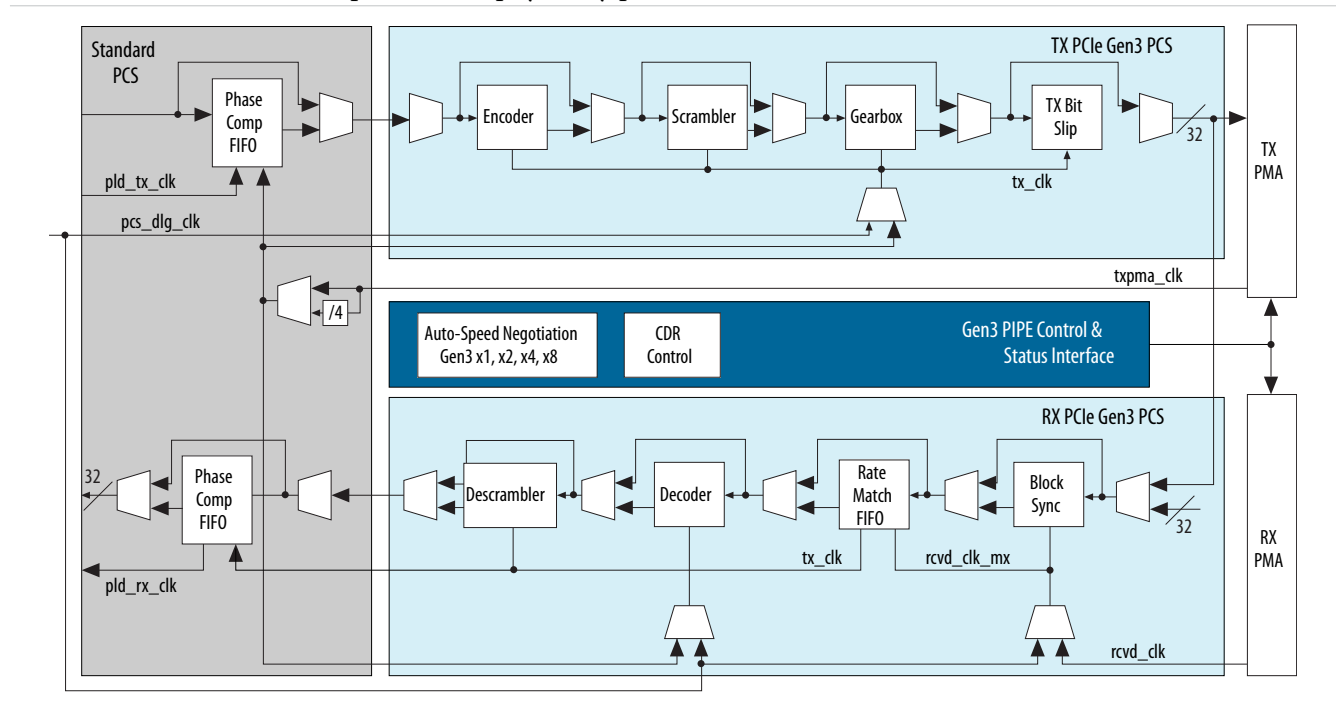 Standard
PCS
TX PCIe Gen3 PCS
Phase
Comp
FIFO
Encoder
Scrambler
Gearbox
TX Bit
Slip
32
TX
PMA
pld_tx_clk
tx_clk
pcs_dlg_clk
txpma_clk
/4
Auto-Speed Negotiation
Gen3 x1, x2, x4, x8
CDR
Control
Gen3 PIPE Control &
Status Interface
RX PCIe Gen3 PCS
32
Phase
Comp
FIFO
Descrambler
Decoder
Rate
Match
FIFO
Block
Sync
32
RX
PMA
tx_clk
rcvd_clk_mx
pld_rx_clk
rcvd_clk